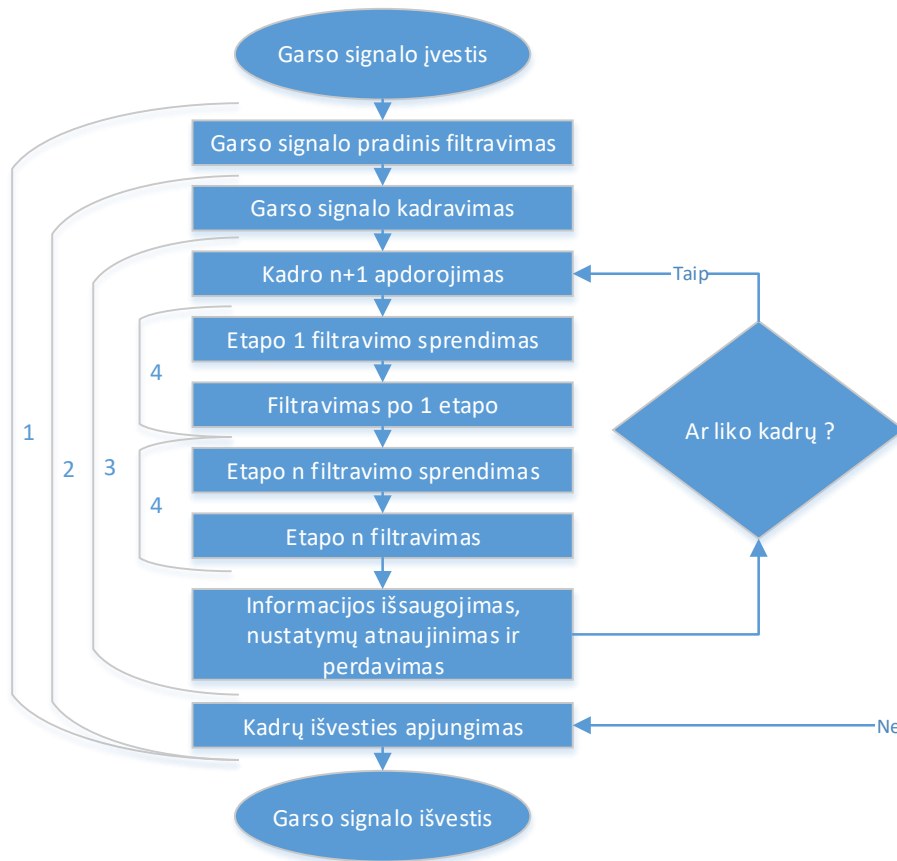 Garso signalo įvestis
Garso signalo pradinis filtravimas
Garso signalo kadravimas
Kadro n+1 apdorojimas
Taip
Etapo 1 filtravimo sprendimas
4
Filtravimas po 1 etapo
Ar liko kadrų ?
1
2
3
Etapo n filtravimo sprendimas
4
Etapo n filtravimas
Informacijos išsaugojimas,
nustatymų atnaujinimas ir
perdavimas
Kadrų išvesties apjungimas
Ne
Garso signalo išvestis